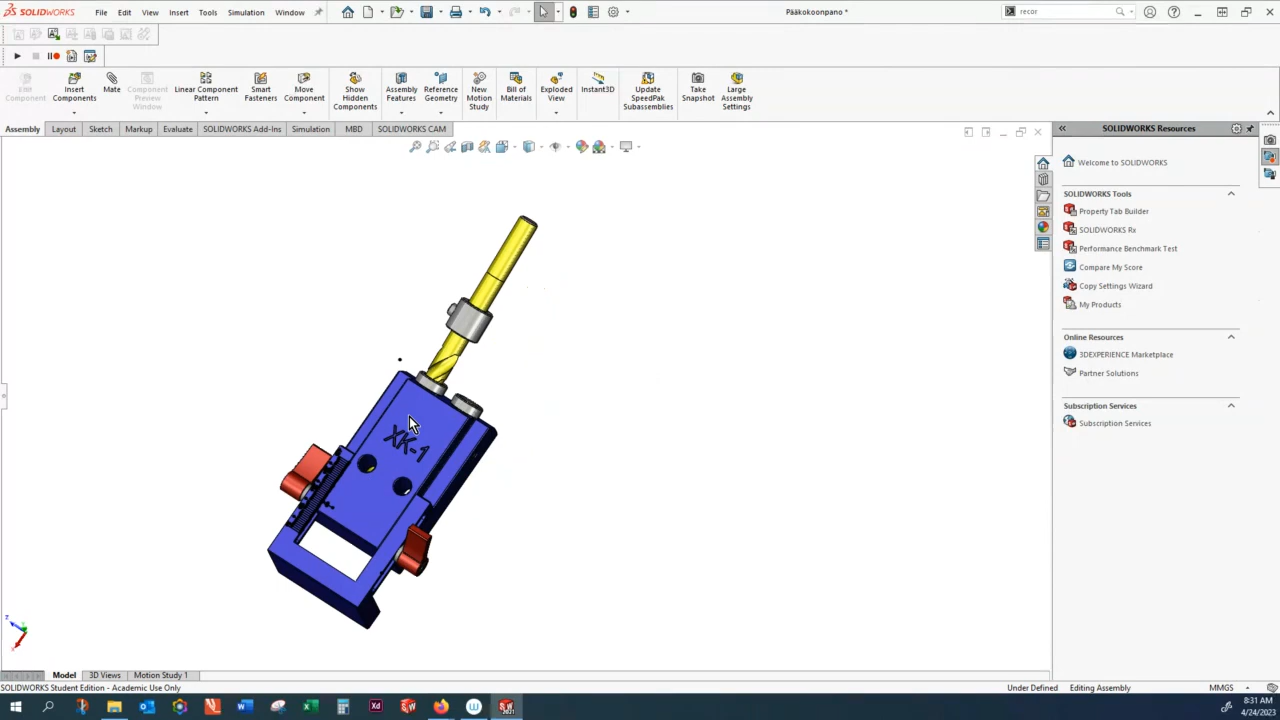 SOLIDWORKS File Edit View Insert Tools Simulation Window Pääkokoonpano * recor
Edit Component
Insert Components
Mate
Component Preview Window
Linear Component Pattern
Smart Fasteners
Move Component
Show Hidden Components
Assembly Features
Reference Geometry
New Motion Study
Bill of Materials
Exploded View
Instant3D
Update SpeedPak Subassemblies
Take Snapshot
Large Assembly Settings
Assembly Layout Sketch Markup Evaluate SOLIDWORKS Add-Ins Simulation MBD SOLIDWORKS CAM
SOLIDWORKS Resources
Welcome to SOLIDWORKS
SOLIDWORKS Tools
Property Tab Builder
SOLIDWORKS Rx
Performance Benchmark Test
Compare My Score
Copy Settings Wizard
My Products
Online Resources
3DEXPERIENCE Marketplace
Partner Solutions
Subscription Services
Subscription Services
XK-1
Model 3D Views Motion Study 1
SOLIDWORKS Student Edition - Academic Use Only Under Defined Editing Assembly MMGS
8:31 AM
4/24/2023